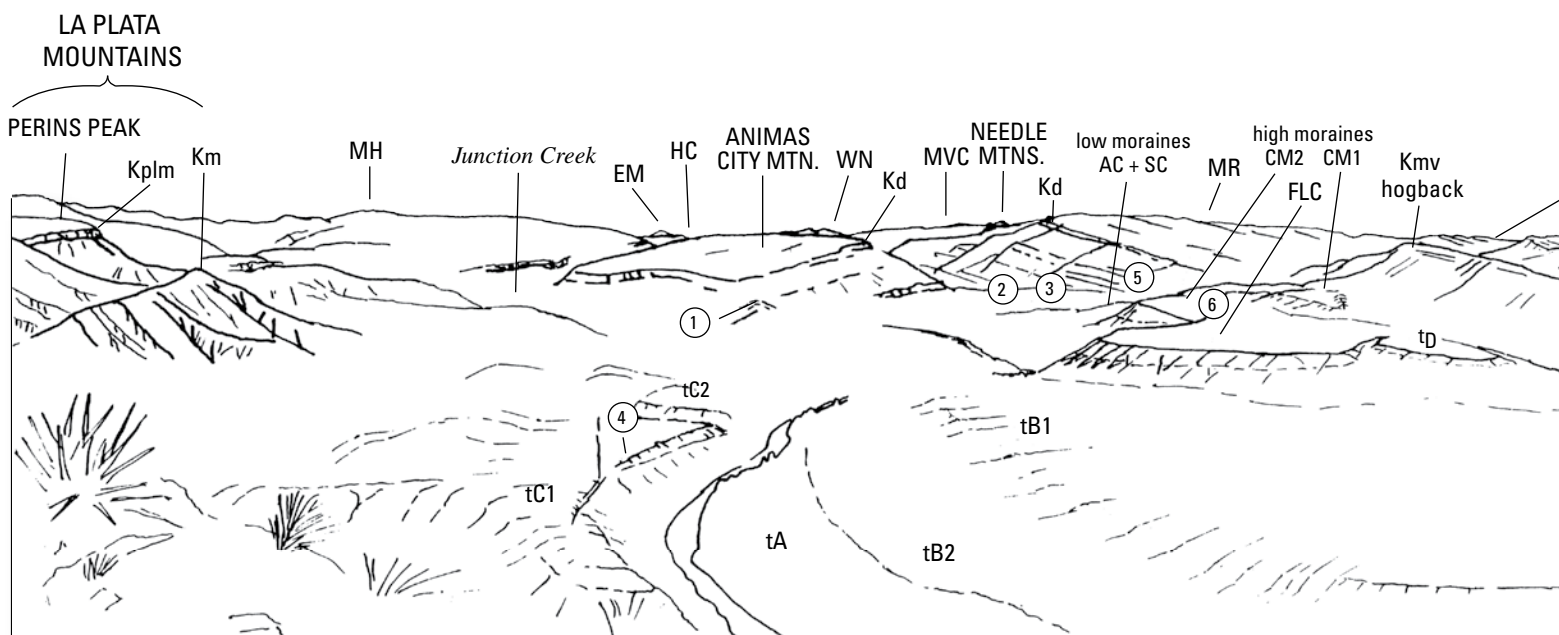 LA PLATA
MOUNTAINS
PERINS PEAK
Kplm
Km
MH
Junction Creek
EM
HC
ANIMAS
CITY MTN.
WN
Kd
MVC
NEEDLE
MTNS.
Kd
low moraines
AC + SC
MR
high moraines
CM2 CM1
FLC
Kmv
hogback
1
2
3
5
6
tD
4
tC2
tB1
tC1
tA
tB2